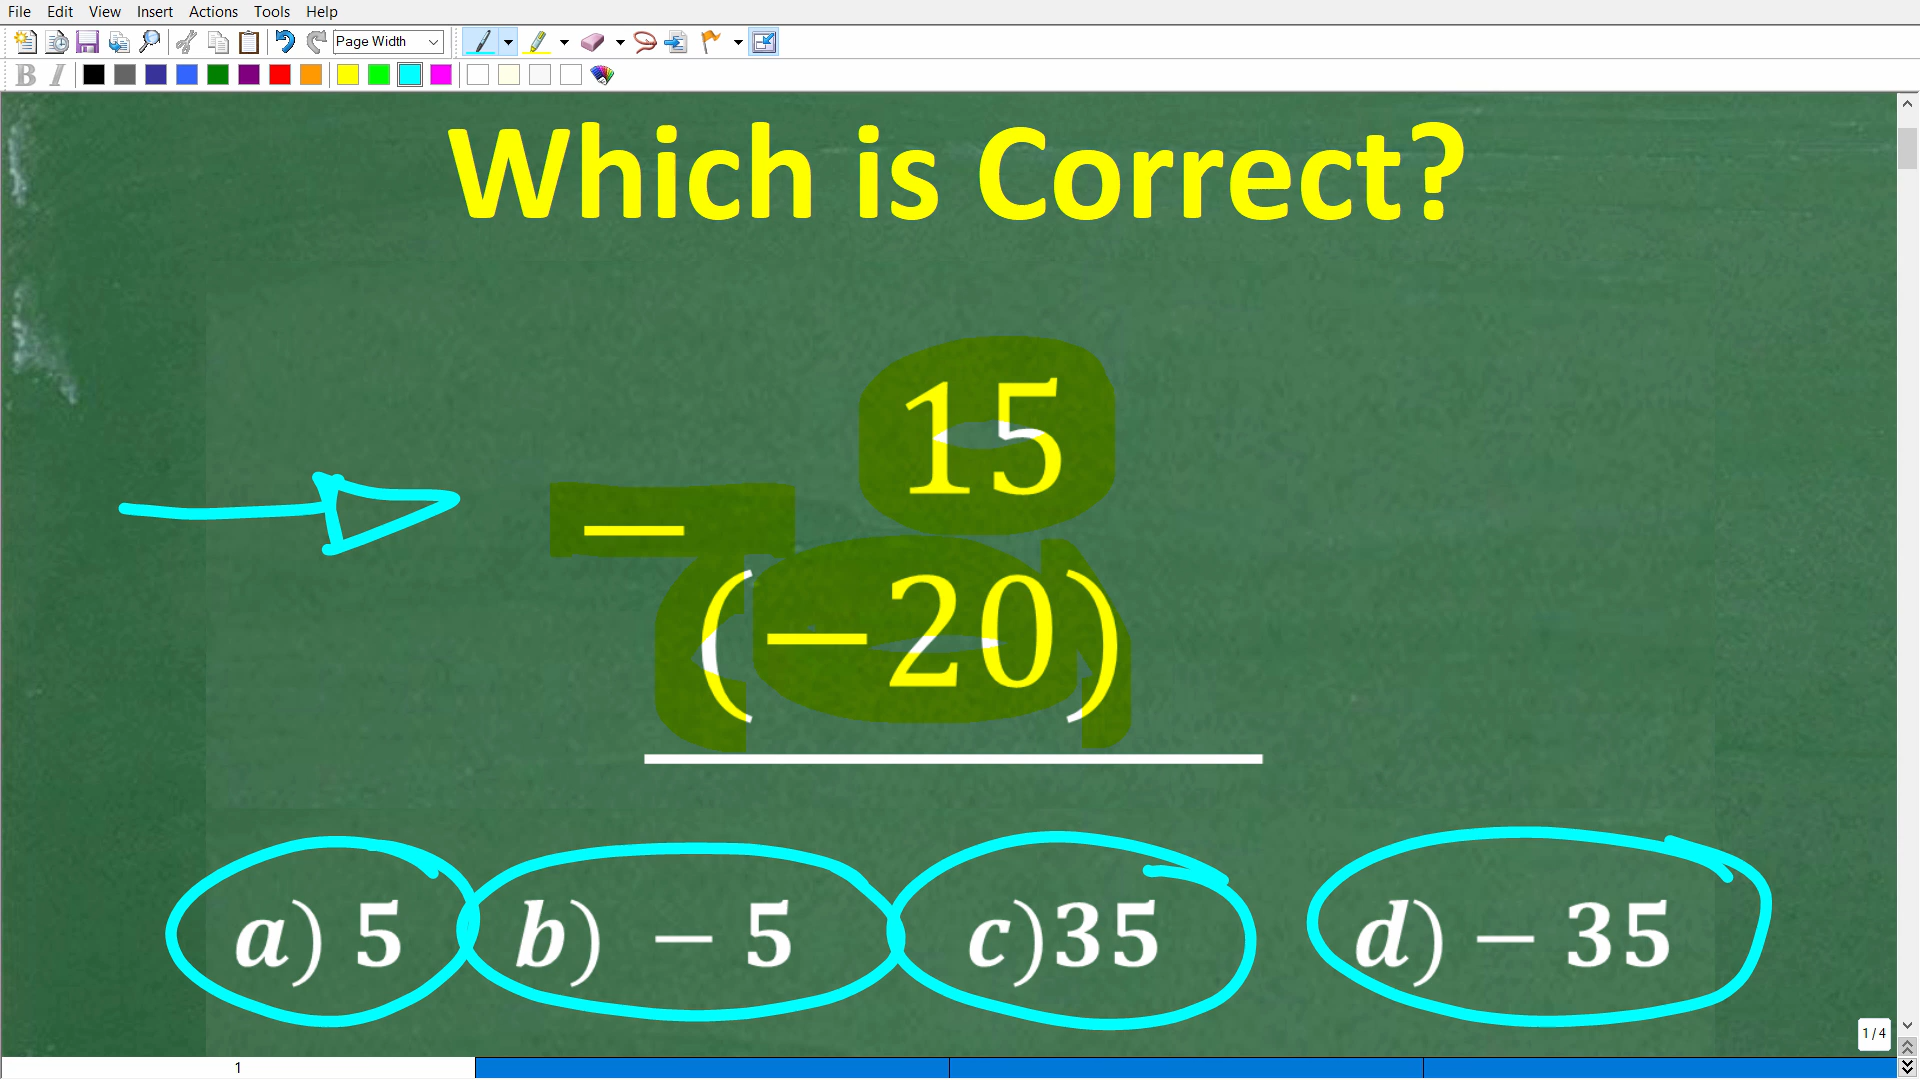 File Edit View Insert Actions Tools Help
Page Width
B I
Which is Correct?
15
−
(−20)
a) 5 b) − 5 c)35 d) − 35
1 / 4
1